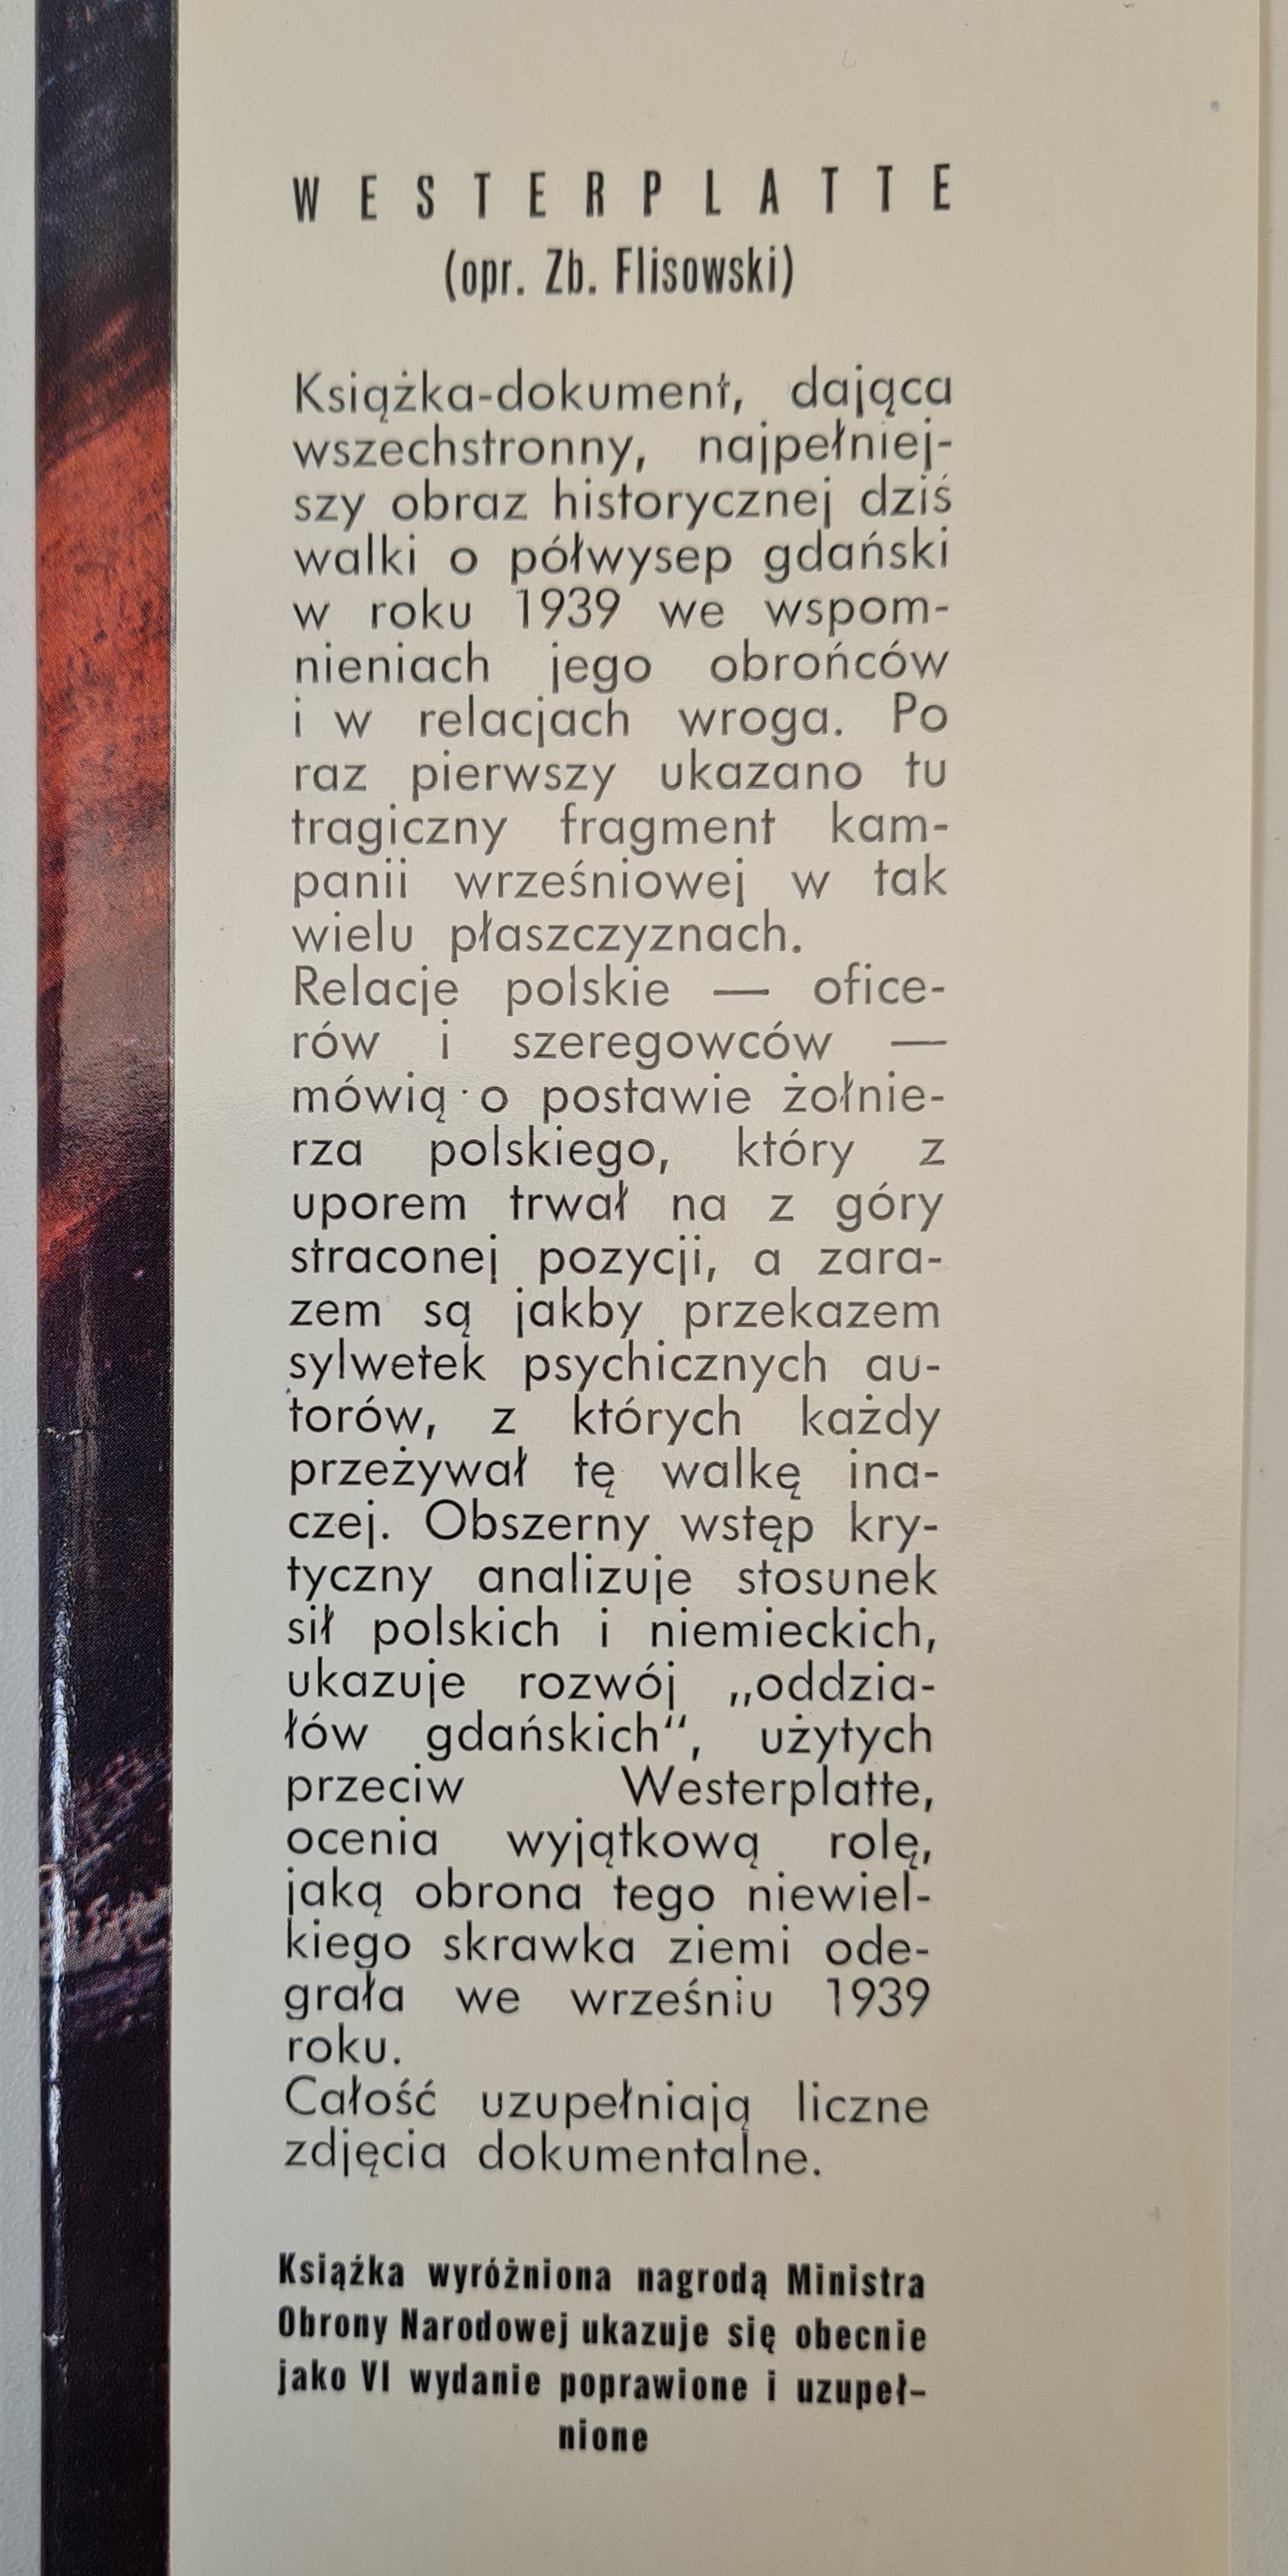 WESTERPLATTE
(opr. Zb. Flisowski)
Książka-dokument, dająca
wszechstronny, najpełniej-
szy obraz historycznej dziś
walki o półwysep gdański
w roku 1939 we wspom-
nieniach jego obrońców
i w relacjach wroga. Po
raz pierwszy ukazano tu
tragiczny fragment kam-
panii wrześniowej w tak
wielu płaszczyznach.
Relacje polskie — ofice-
rów i szeregowców —
mówią o postawie żołnie-
rza polskiego, który z
uporem trwał na z góry
straconej pozycji, a zara-
zem są jakby przekazem
sylwetek psychicznych au-
torów, z których każdy
przeżywał tę walkę ina-
czej. Obszerny wstęp kry-
tyczny analizuje stosunek
sił polskich i niemieckich,
ukazuje rozwój „oddzia-
łów gdańskich“, użytych
przeciw Westerplatte,
ocenia wyjątkową rolę,
jaką obrona tego niewiel-
kiego skrawka ziemi ode-
grała we wrześniu 1939
roku.
Całość uzupełniają liczne
zdjęcia dokumentalne.
Książka wyróżniona nagrodą Ministra
Obrony Narodowej ukazuje się obecnie
jako VI wydanie poprawione i uzupeł-
nione